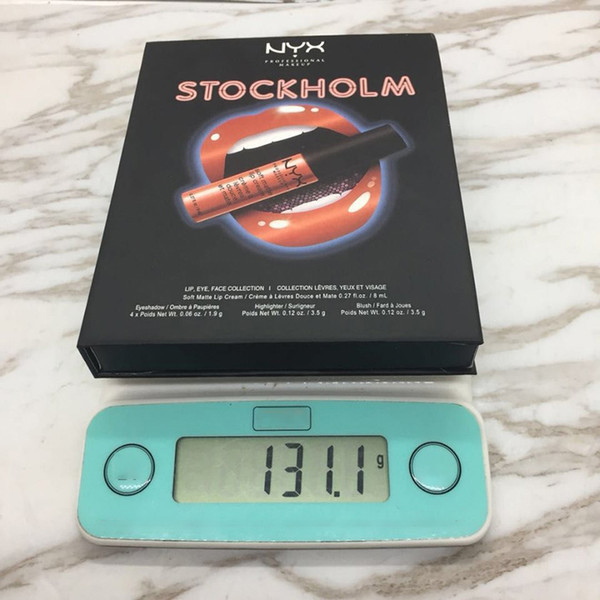 NYX
PROFESSIONAL
MAKEUP
STOCKHOLM
NYX
LIP, EYE, FACE COLLECTION | COLLECTION LÈVRES, YEUX ET VISAGE
Soft Matte Lip Cream / Crème à Lèvres Douce et Mate 0.27 fl.oz. / 8 mL
Eyeshadow / Ombre à Paupières Highlighter / Surligneur Blush / Fard à Joues
4 x Poids Net Wt. 0.06 oz. / 1.9 g Poids Net Wt. 0.12 oz. / 3.5 g Poids Net Wt. 0.12 oz. / 3.5 g
131.1 g